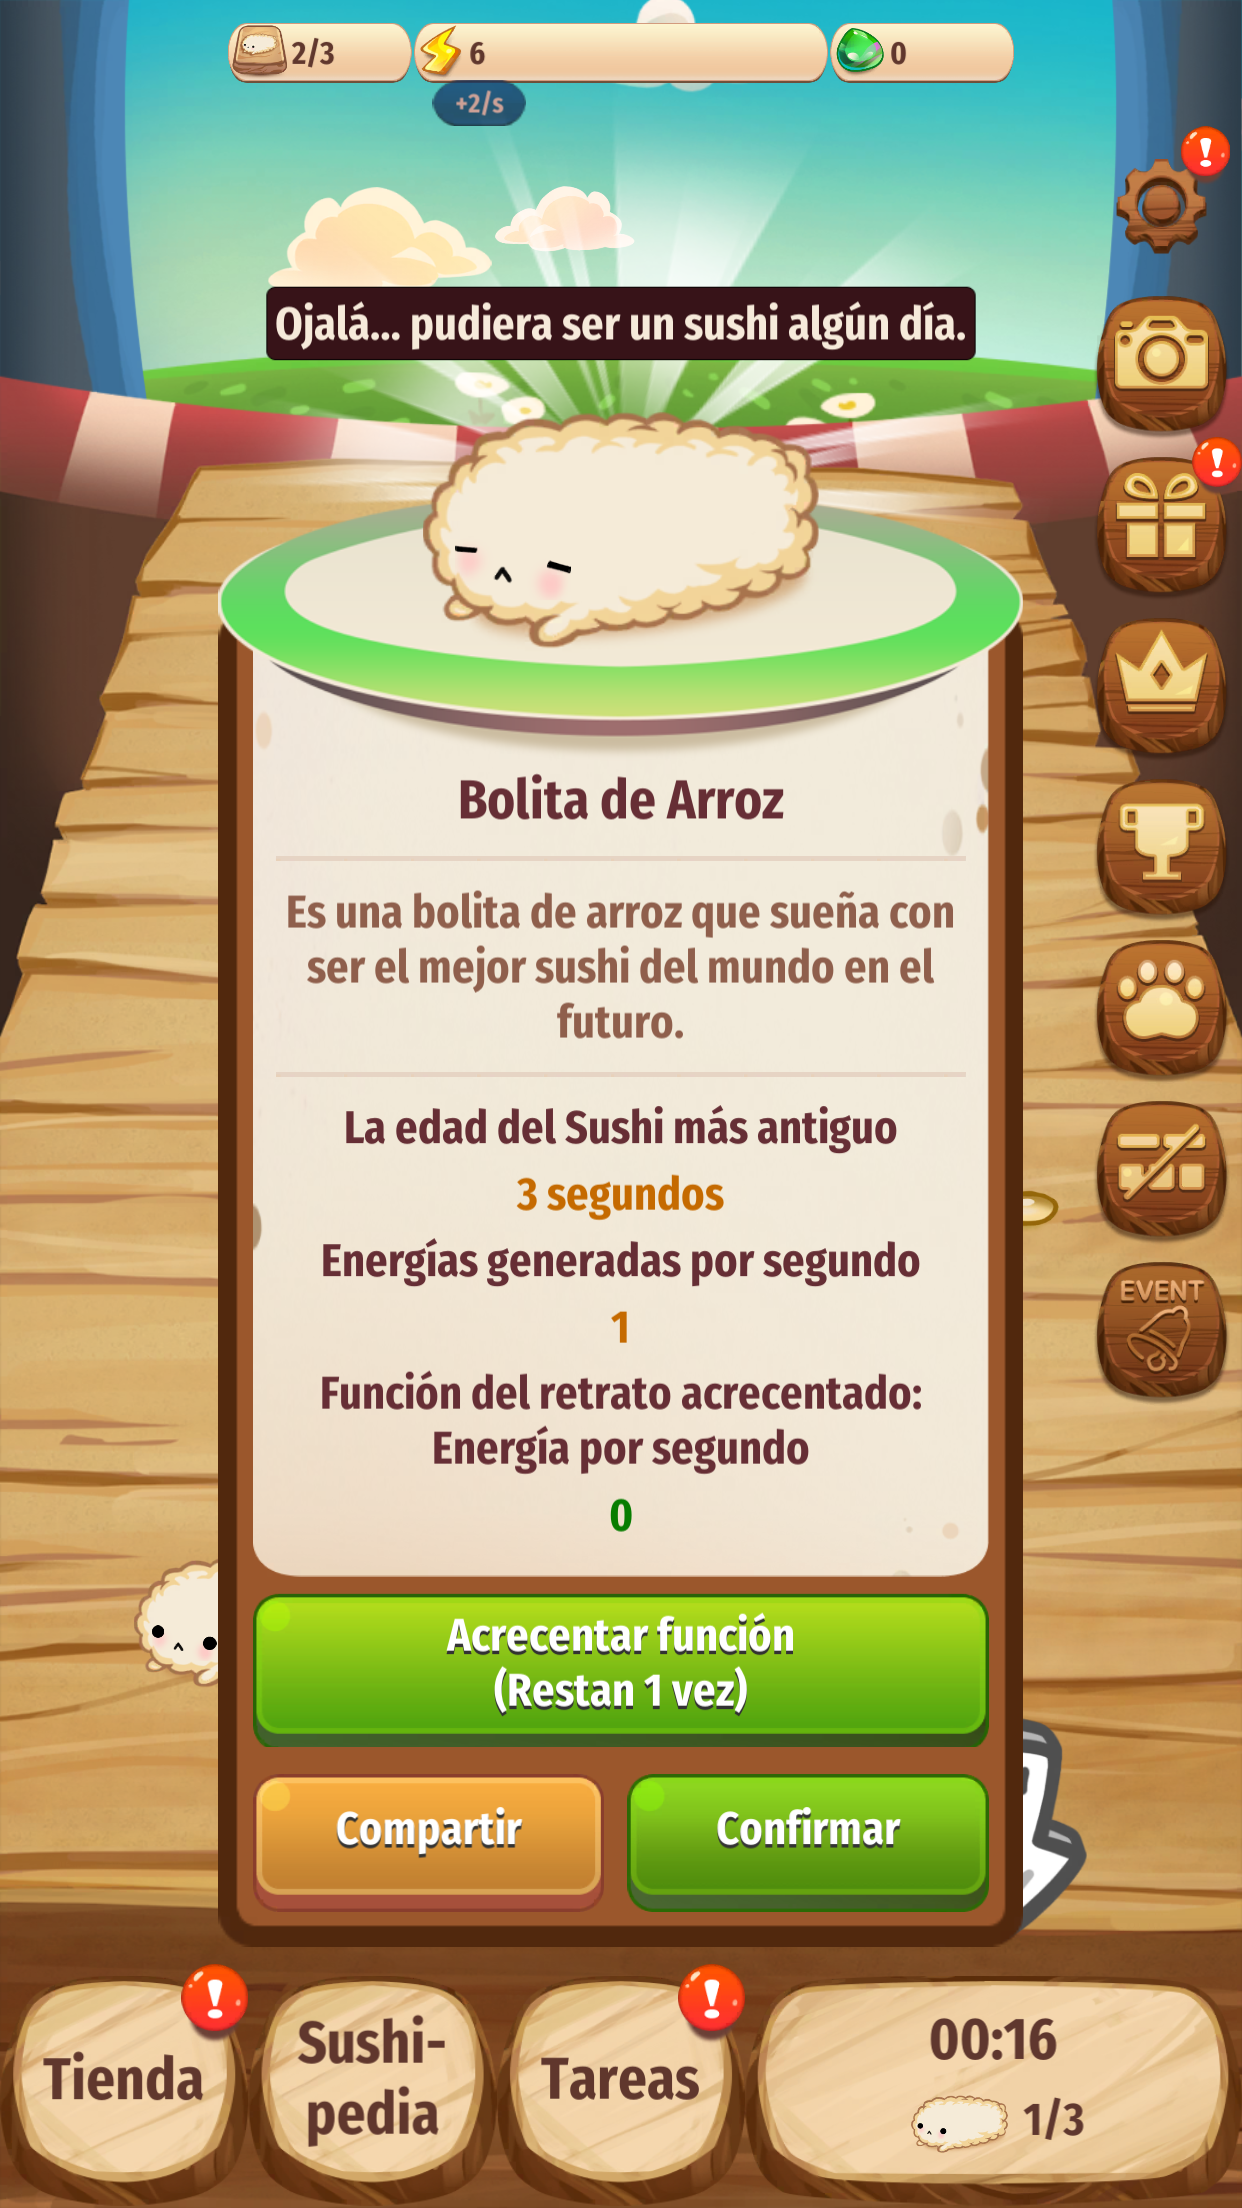 2/3
6
0
+2/s
Ojalá... pudiera ser un sushi algún día.
Bolita de Arroz
Es una bolita de arroz que sueña con
ser el mejor sushi del mundo en el
futuro.
La edad del Sushi más antiguo
3 segundos
Energías generadas por segundo
1
Función del retrato acrecentado:
Energía por segundo
0
EVENT
Acrecentar función
(Restan 1 vez)
Compartir
Confirmar
Tienda
Sushi-
pedia
Tareas
00:16
1/3